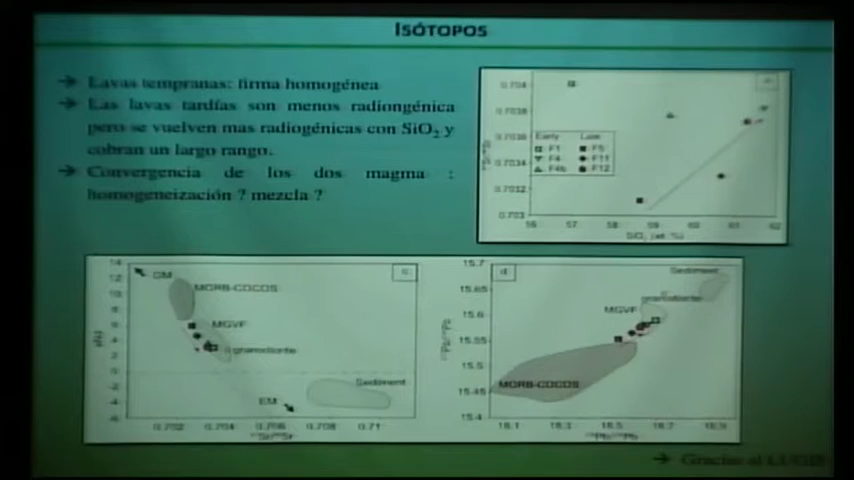 ISÓTOPOS
→ Lavas tempranas: firma homogénea
→ Las lavas tardías son menos radiongénica
pero se vuelven mas radiogénicas con SiO2 y
cobran un largo rango.
→ Convergencia de los dos magma :
homogeneización ? mezcla ?
0.704
0.7038
0.7036
0.7034
0.7032
0.703
Early Late
F1 F5
F4 F11
F4b F12
56 57 58 59 60 61 62
SiO2 (wt. %)
14
12
10
8
6
4
2
0
-2
-4
-6
DM
MORB-COCOS
MGVF
granodiorite
Sediment
EM
c
0.702 0.704 0.706 0.708 0.71
87Sr/86Sr
15.7
15.65
15.6
15.55
15.5
15.45
15.4
d
Sediment
granodiorite
MGVF
MORB-COCOS
18.1 18.3 18.5 18.7 18.9
→ Gracias al LUGIS